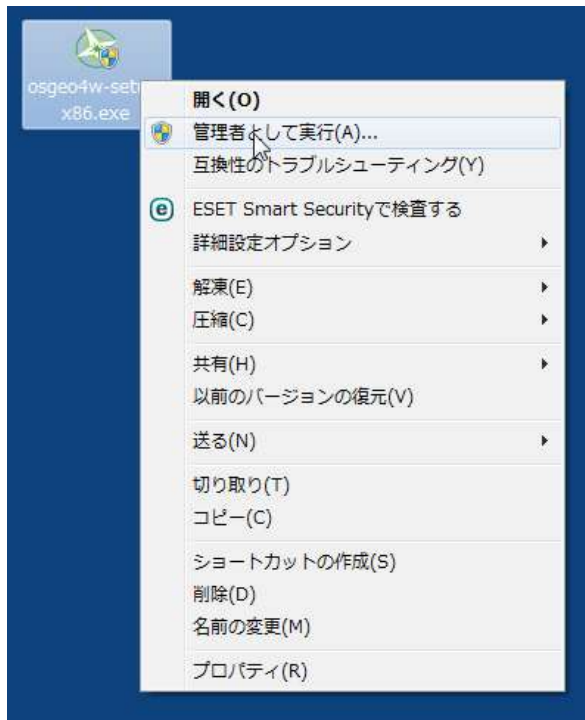 osgeo4w-set
x86.exe
開く(O)
管理者として実行(A)...
互換性のトラブルシューティング(Y)
ESET Smart Securityで検査する
詳細設定オプション
解凍(E)
圧縮(C)
共有(H)
以前のバージョンの復元(V)
送る(N)
切り取り(T)
コピー(C)
ショートカットの作成(S)
削除(D)
名前の変更(M)
プロパティ(R)